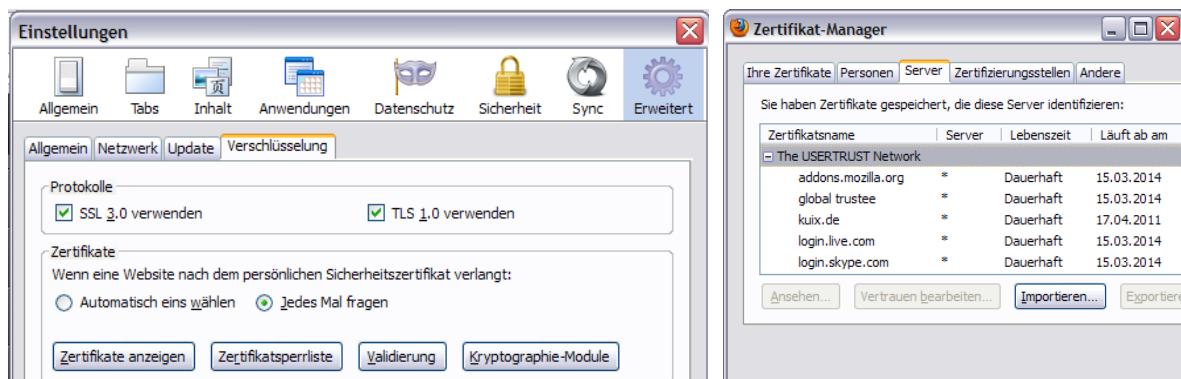 Einstellungen
Allgemein Tabs Inhalt Anwendungen Datenschutz Sicherheit Sync Erweitert
Allgemein Netzwerk Update Verschlüsselung
Protokolle
SSL 3.0 verwenden TLS 1.0 verwenden
Zertifikate
Wenn eine Website nach dem persönlichen Sicherheitszertifikat verlangt:
Automatisch eins wählen Jedes Mal fragen
Zertifikate anzeigen Zertifikatsperrliste Validierung Kryptographie-Module
Zertifikat-Manager
Ihre Zertifikate Personen Server Zertifizierungsstellen Andere
Sie haben Zertifikate gespeichert, die diese Server identifizieren:
Zertifikatsname Server Lebenszeit Läuft ab am
The USERTRUST Network
addons.mozilla.org * Dauerhaft 15.03.2014
global trustee * Dauerhaft 15.03.2014
kuix.de * Dauerhaft 17.04.2011
login.live.com * Dauerhaft 15.03.2014
login.skype.com * Dauerhaft 15.03.2014
Ansehen... Vertrauen bearbeiten... Importieren... Exportiere